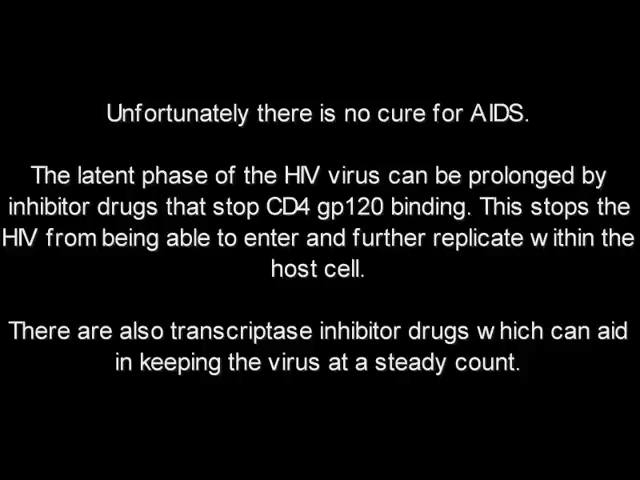 Unfortunately there is no cure for AIDS.
The latent phase of the HIV virus can be prolonged by
inhibitor drugs that stop CD4 gp120 binding. This stops the
HIV from being able to enter and further replicate within the
host cell.
There are also transcriptase inhibitor drugs which can aid
in keeping the virus at a steady count.